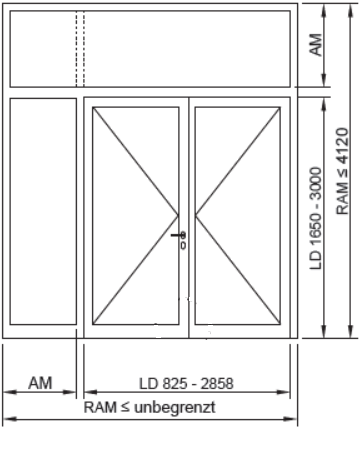 AM
LD 1650 - 3000
RAM ≤ 4120
AM
LD 825 - 2858
RAM ≤ unbegrenzt